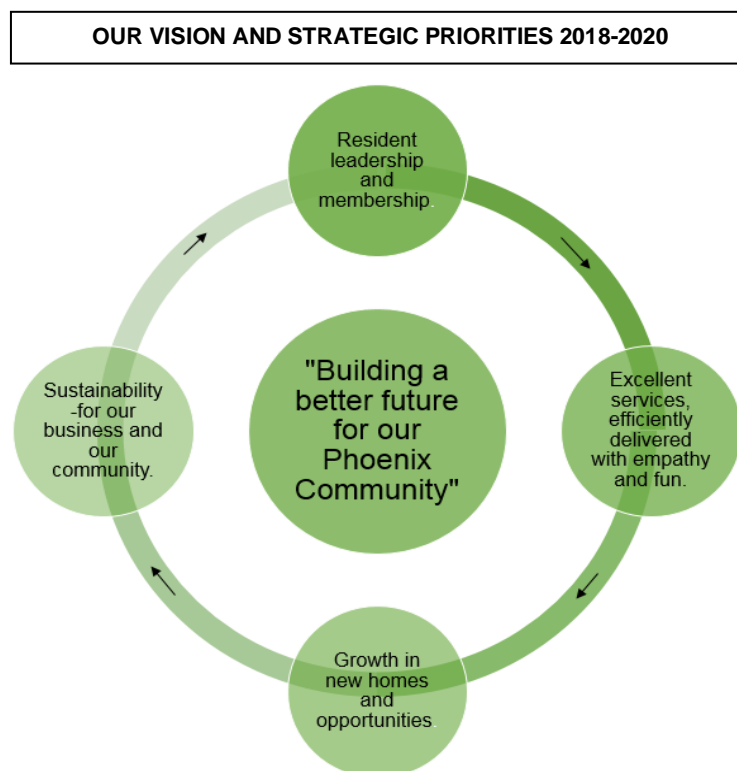 OUR VISION AND STRATEGIC PRIORITIES 2018-2020
Resident
leadership
and
membership.
Excellent
services,
efficiently
delivered
with empathy
and fun.
"Building a
better future
for our
Phoenix
Community"
Sustainability
-for our
business and
our
community.
Growth in
new homes
and
opportunities.